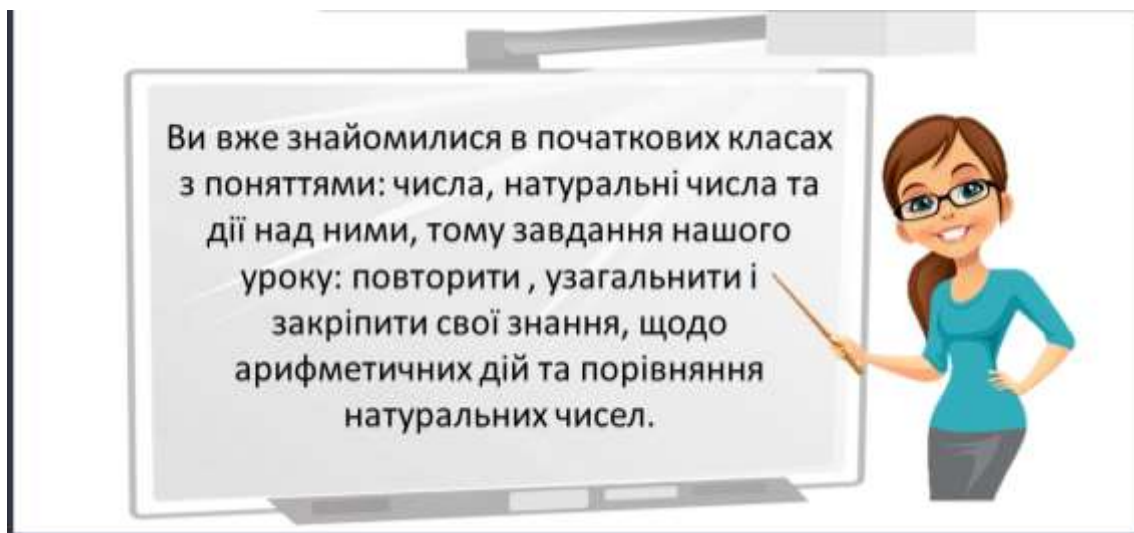 Ви вже знайомилися в початкових класах
з поняттями: числа, натуральні числа та
дії над ними, тому завдання нашого
уроку: повторити , узагальнити і
закріпити свої знання, щодо
арифметичних дій та порівняння
натуральних чисел.